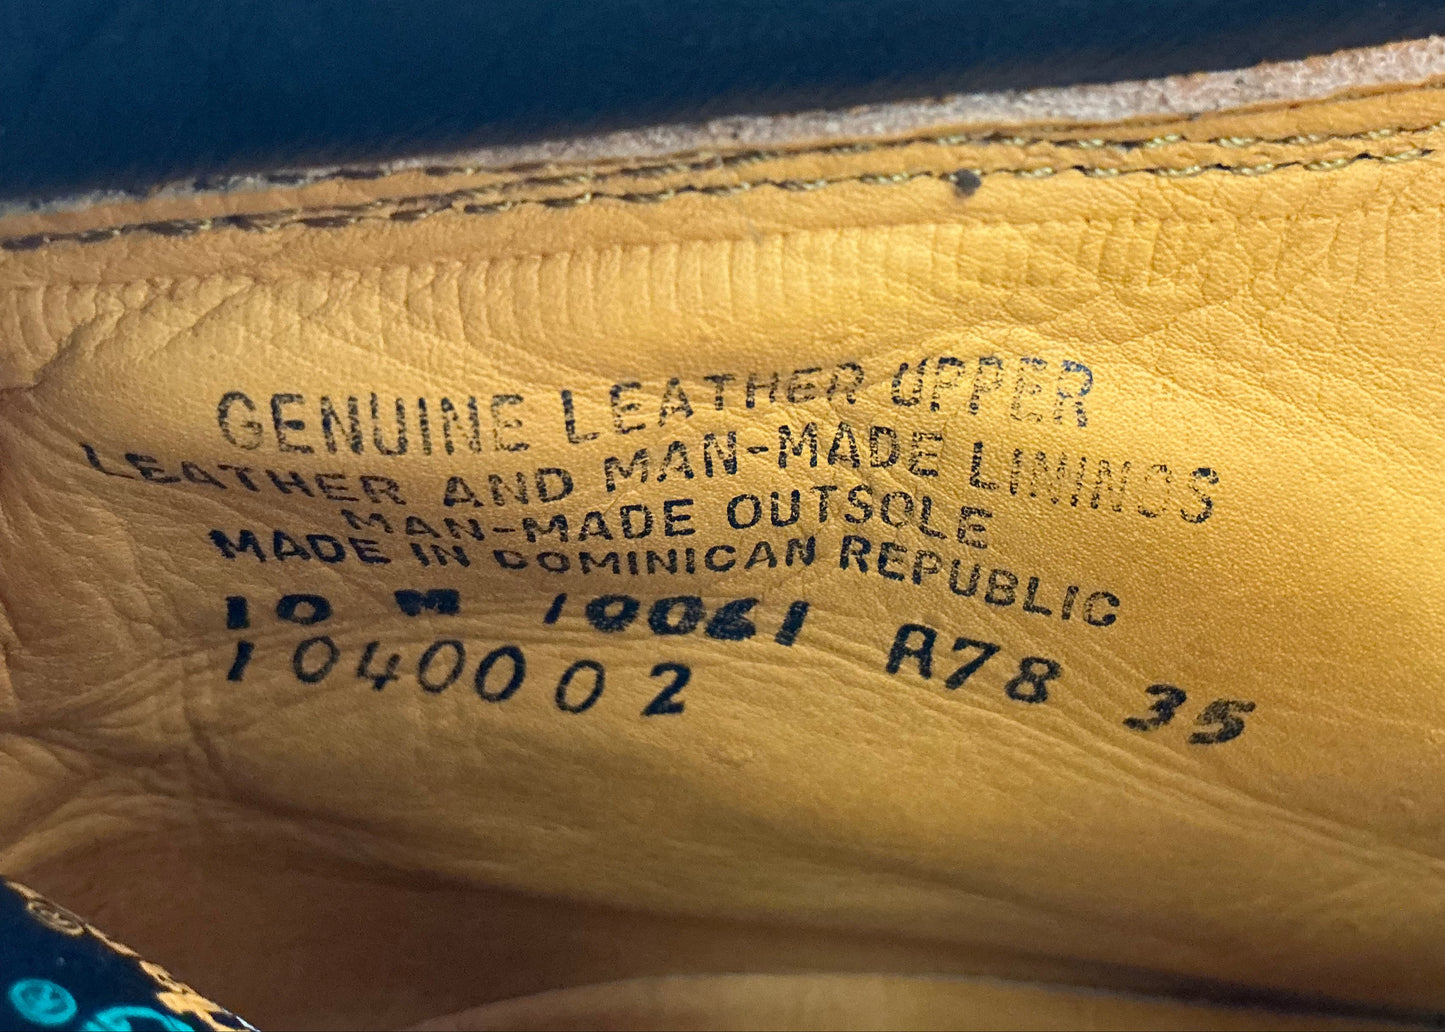 GENUINE LEATHER UPPER
LEATHER AND MAN-MADE LININGS
MAN-MADE OUTSOLE
MADE IN DOMINICAN REPUBLIC
10 M 10061 A78 35
1040002